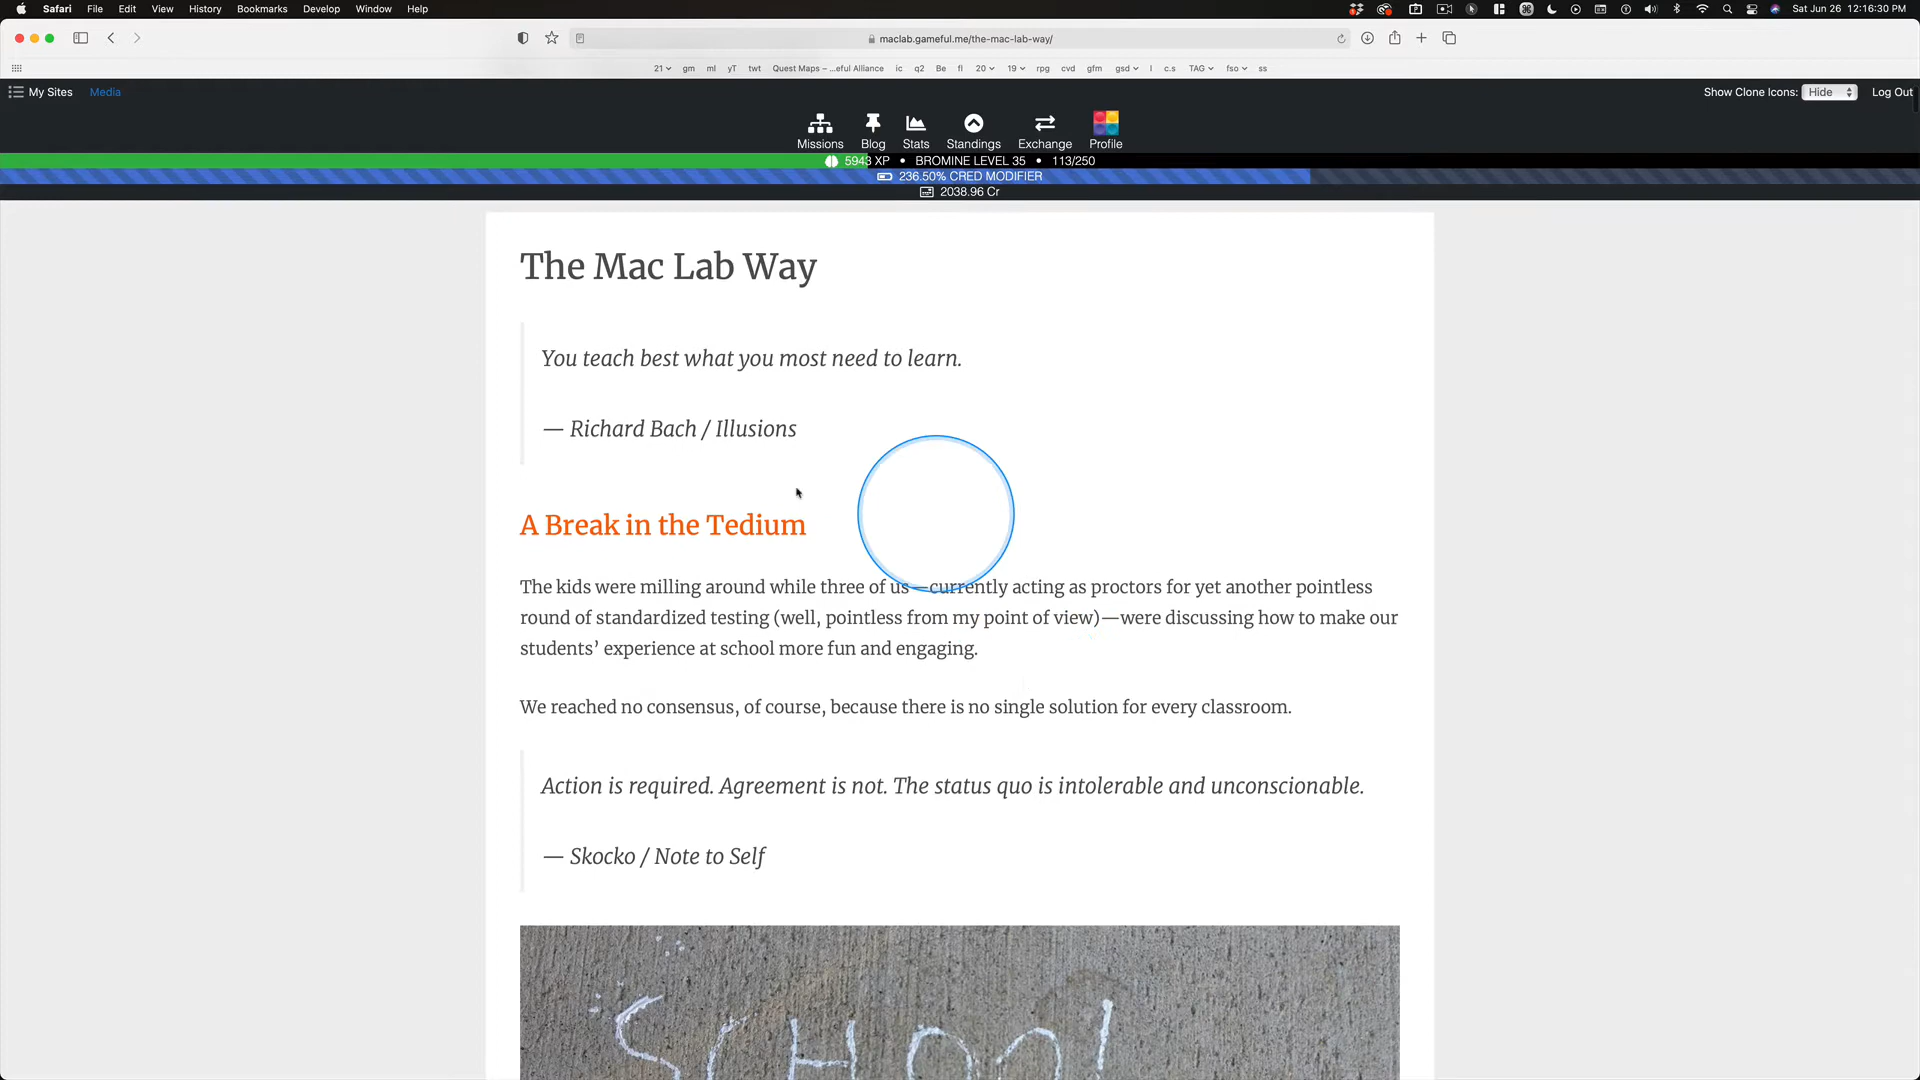 Safari File Edit View History Bookmarks Develop Window Help Sat Jun 26 12:16:30 PM
maclab.gameful.me/the-mac-lab-way/
21 gm ml yT twt Quest Maps – ...eful Alliance ic q2 Be fl 20 19 rpg cvd gfm gsd l c.s TAG fso ss
My Sites Media Show Clone Icons: Hide Log Out
Missions Blog Stats Standings Exchange Profile
5943 XP • BROMINE LEVEL 35 • 113/250
236.50% CRED MODIFIER
2038.96 Cr
The Mac Lab Way
You teach best what you most need to learn.
— Richard Bach / Illusions
A Break in the Tedium
The kids were milling around while three of us—currently acting as proctors for yet another pointless
round of standardized testing (well, pointless from my point of view)—were discussing how to make our
students’ experience at school more fun and engaging.
We reached no consensus, of course, because there is no single solution for every classroom.
Action is required. Agreement is not. The status quo is intolerable and unconscionable.
— Skocko / Note to Self
SCHOOL